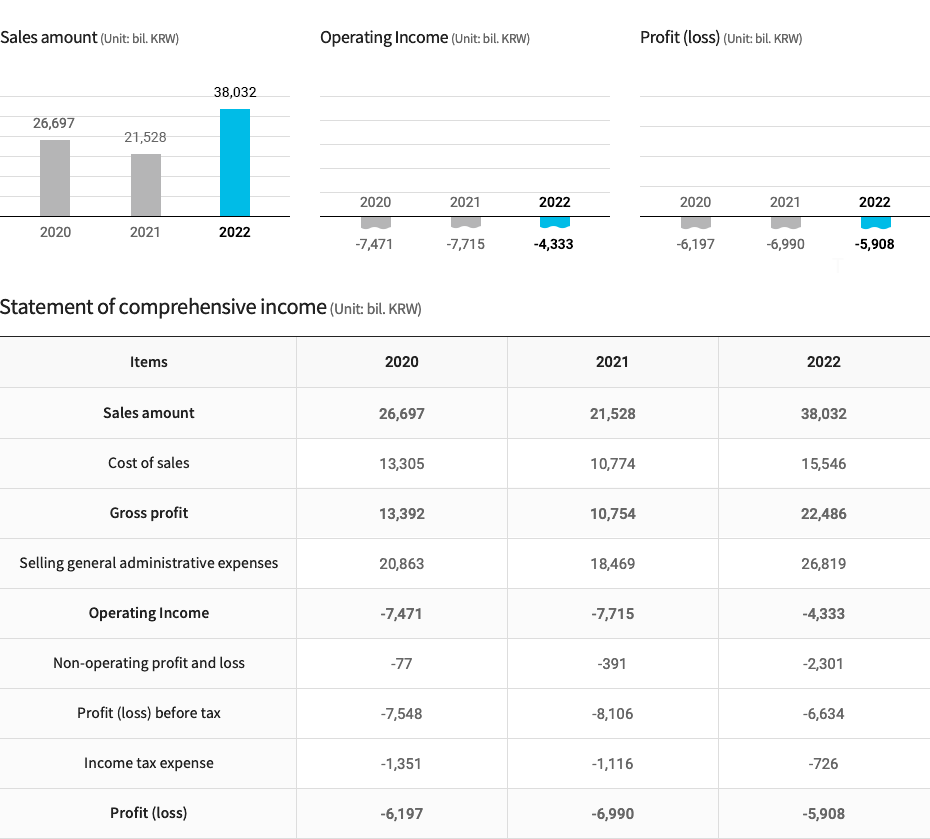 Sales amount (Unit: bil. KRW)
38,032
26,697
21,528
2020 2021 2022
Operating Income (Unit: bil. KRW)
2020 2021 2022
-7,471 -7,715 -4,333
Profit (loss) (Unit: bil. KRW)
2020 2021 2022
-6,197 -6,990 -5,908
Statement of comprehensive income (Unit: bil. KRW)
Items 2020 2021 2022
Sales amount 26,697 21,528 38,032
Cost of sales 13,305 10,774 15,546
Gross profit 13,392 10,754 22,486
Selling general administrative expenses 20,863 18,469 26,819
Operating Income -7,471 -7,715 -4,333
Non-operating profit and loss -77 -391 -2,301
Profit (loss) before tax -7,548 -8,106 -6,634
Income tax expense -1,351 -1,116 -726
Profit (loss) -6,197 -6,990 -5,908